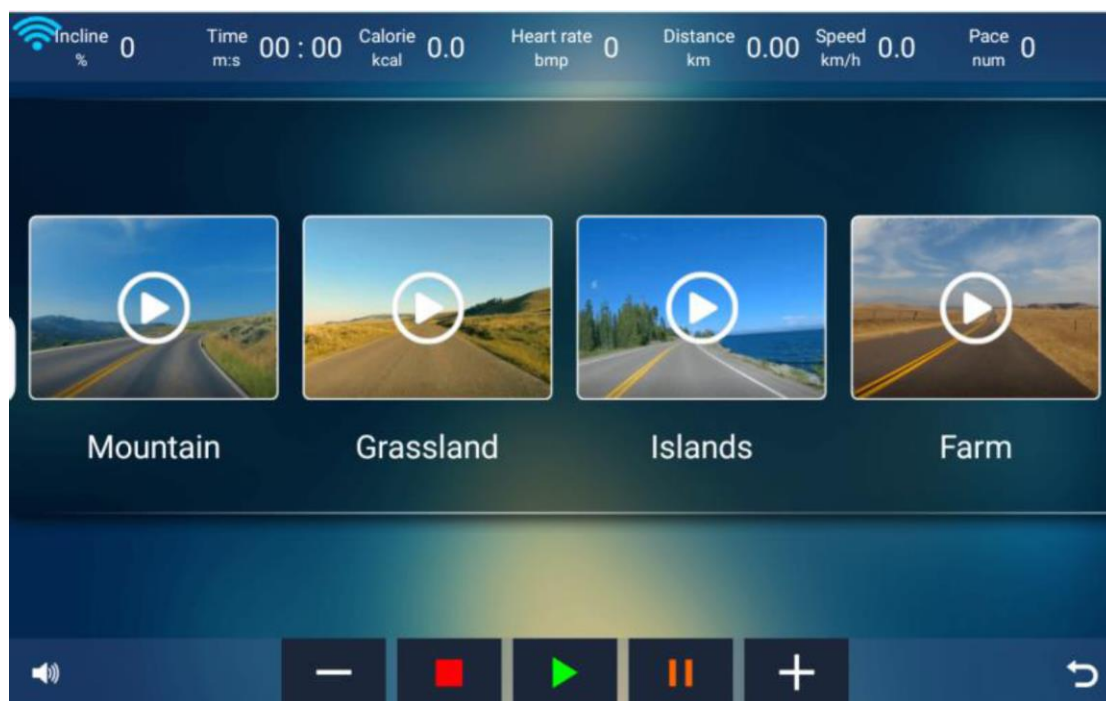 Incline % 0 Time m:s 00 : 00 Calorie kcal 0.0 Heart rate bmp 0 Distance km 0.00 Speed km/h 0.0 Pace num 0
Mountain Grassland Islands Farm